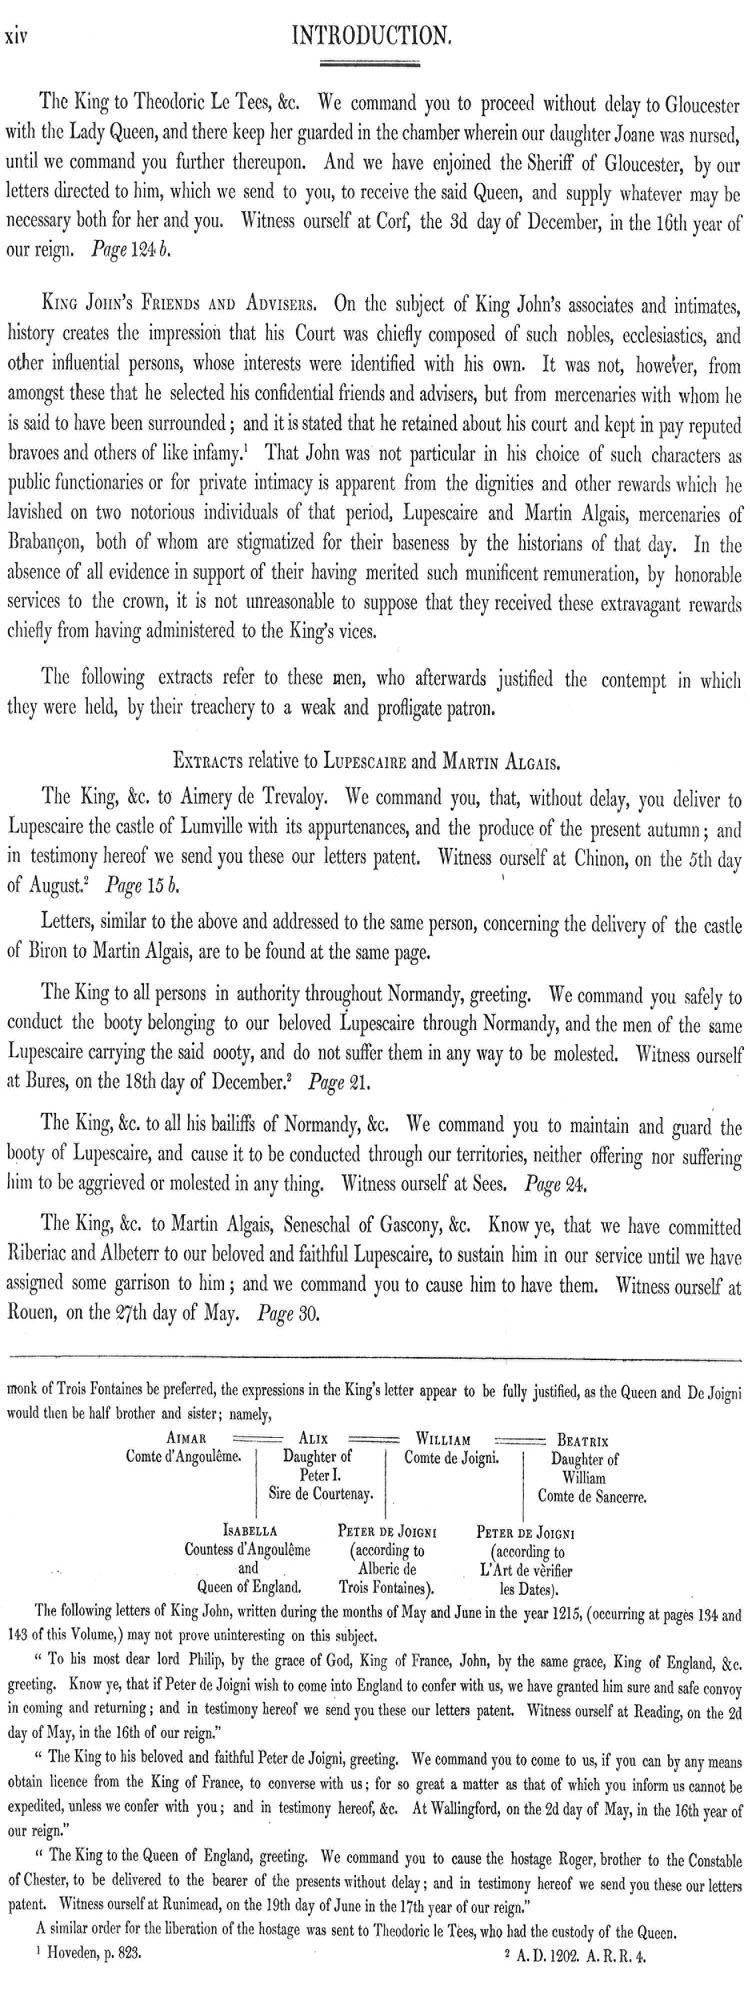 xiv INTRODUCTION.
The King to Theodoric Le Tees, &c. We command you to proceed without delay to Gloucester
with the Lady Queen, and there keep her guarded in the chamber wherein our daughter Joane was nursed,
until we command you further thereupon. And we have enjoined the Sheriff of Gloucester, by our
letters directed to him, which we send to you, to receive the said Queen, and supply whatever may be
necessary both for her and you. Witness ourself at Corf, the 3d day of December, in the 16th year of
our reign. Page 124 b.
KING JOHN'S FRIENDS AND ADVISERS. On the subject of King John's associates and intimates,
history creates the impression that his Court was chiefly composed of such nobles, ecclesiastics, and
other influential persons, whose interests were identified with his own. It was not, however, from
amongst these that he selected his confidential friends and advisers, but from mercenaries with whom he
is said to have been surrounded; and it is stated that he retained about his court and kept in pay reputed
bravoes and others of like infamy.¹ That John was not particular in his choice of such characters as
public functionaries or for private intimacy is apparent from the dignities and other rewards which he
lavished on two notorious individuals of that period, Lupescaire and Martin Algais, mercenaries of
Brabançon, both of whom are stigmatized for their baseness by the historians of that day. In the
absence of all evidence in support of their having merited such munificent remuneration, by honorable
services to the crown, it is not unreasonable to suppose that they received these extravagant rewards
chiefly from having administered to the King's vices.
The following extracts refer to these men, who afterwards justified the contempt in which
they were held, by their treachery to a weak and profligate patron.
EXTRACTS relative to LUPESCAIRE and MARTIN ALGAIS.
The King, &c. to Aimery de Trevaloy. We command you, that, without delay, you deliver to
Lupescaire the castle of Lumville with its appurtenances, and the produce of the present autumn; and
in testimony hereof we send you these our letters patent. Witness ourself at Chinon, on the 5th day
of August.² Page 15 b.
Letters, similar to the above and addressed to the same person, concerning the delivery of the castle
of Biron to Martin Algais, are to be found at the same page.
The King to all persons in authority throughout Normandy, greeting. We command you safely to
conduct the booty belonging to our beloved Lupescaire through Normandy, and the men of the same
Lupescaire carrying the said booty, and do not suffer them in any way to be molested. Witness ourself
at Bures, on the 18th day of December.² Page 21.
The King, &c. to all his bailiffs of Normandy, &c. We command you to maintain and guard the
booty of Lupescaire, and cause it to be conducted through our territories, neither offering nor suffering
him to be aggrieved or molested in any thing. Witness ourself at Sees. Page 24.
The King, &c. to Martin Algais, Seneschal of Gascony, &c. Know ye, that we have committed
Riberiac and Albeterr to our beloved and faithful Lupescaire, to sustain him in our service until we have
assigned some garrison to him; and we command you to cause him to have them. Witness ourself at
Rouen, on the 27th day of May. Page 30.
monk of Trois Fontaines be preferred, the expressions in the King's letter appear to be fully justified, as the Queen and De Joigni
would then be half brother and sister; namely,
AIMAR ALIX WILLIAM BEATRIX
Comte d'Angoulême. Daughter of Comte de Joigni. Daughter of
Peter I. William
Sire de Courtenay. Comte de Sancerre.
ISABELLA PETER DE JOIGNI PETER DE JOIGNI
Countess d'Angoulême (according to (according to
and Alberic de L'Art de vèrifier
Queen of England. Trois Fontaines). les Dates).
The following letters of King John, written during the months of May and June in the year 1215, (occurring at pages 134 and
143 of this Volume,) may not prove uninteresting on this subject.
" To his most dear lord Philip, by the grace of God, King of France, John, by the same grace, King of England, &c.
greeting. Know ye, that if Peter de Joigni wish to come into England to confer with us, we have granted him sure and safe convoy
in coming and returning; and in testimony hereof we send you these our letters patent. Witness ourself at Reading, on the 2d
day of May, in the 16th of our reign."
" The King to his beloved and faithful Peter de Joigni, greeting. We command you to come to us, if you can by any means
obtain licence from the King of France, to converse with us; for so great a matter as that of which you inform us cannot be
expedited, unless we confer with you; and in testimony hereof, &c. At Wallingford, on the 2d day of May, in the 16th year of
our reign."
" The King to the Queen of England, greeting. We command you to cause the hostage Roger, brother to the Constable
of Chester, to be delivered to the bearer of the presents without delay; and in testimony hereof we send you these our letters
patent. Witness ourself at Runimead, on the 19th day of June in the 17th year of our reign."
A similar order for the liberation of the hostage was sent to Theodoric le Tees, who had the custody of the Queen.
¹ Hoveden, p. 823. ² A. D. 1202. A. R. R. 4.